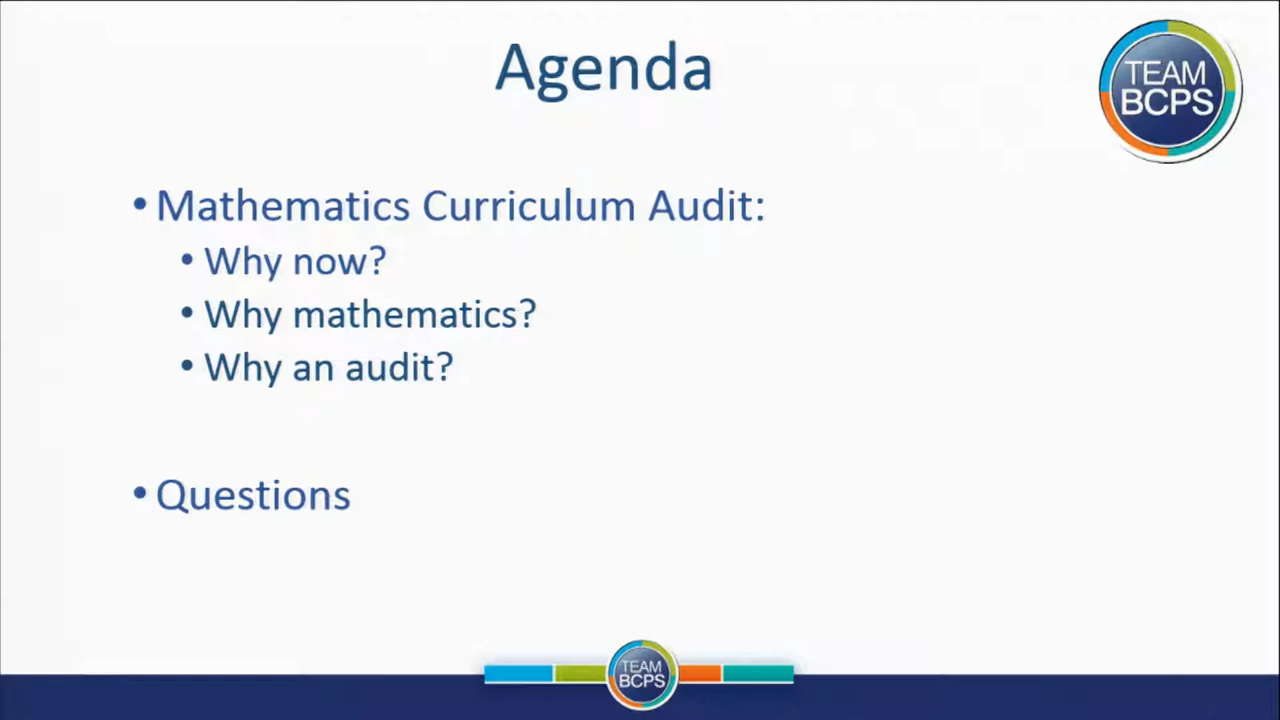 Agenda
TEAM
BCPS
• Mathematics Curriculum Audit:
• Why now?
• Why mathematics?
• Why an audit?
• Questions
TEAM
BCPS